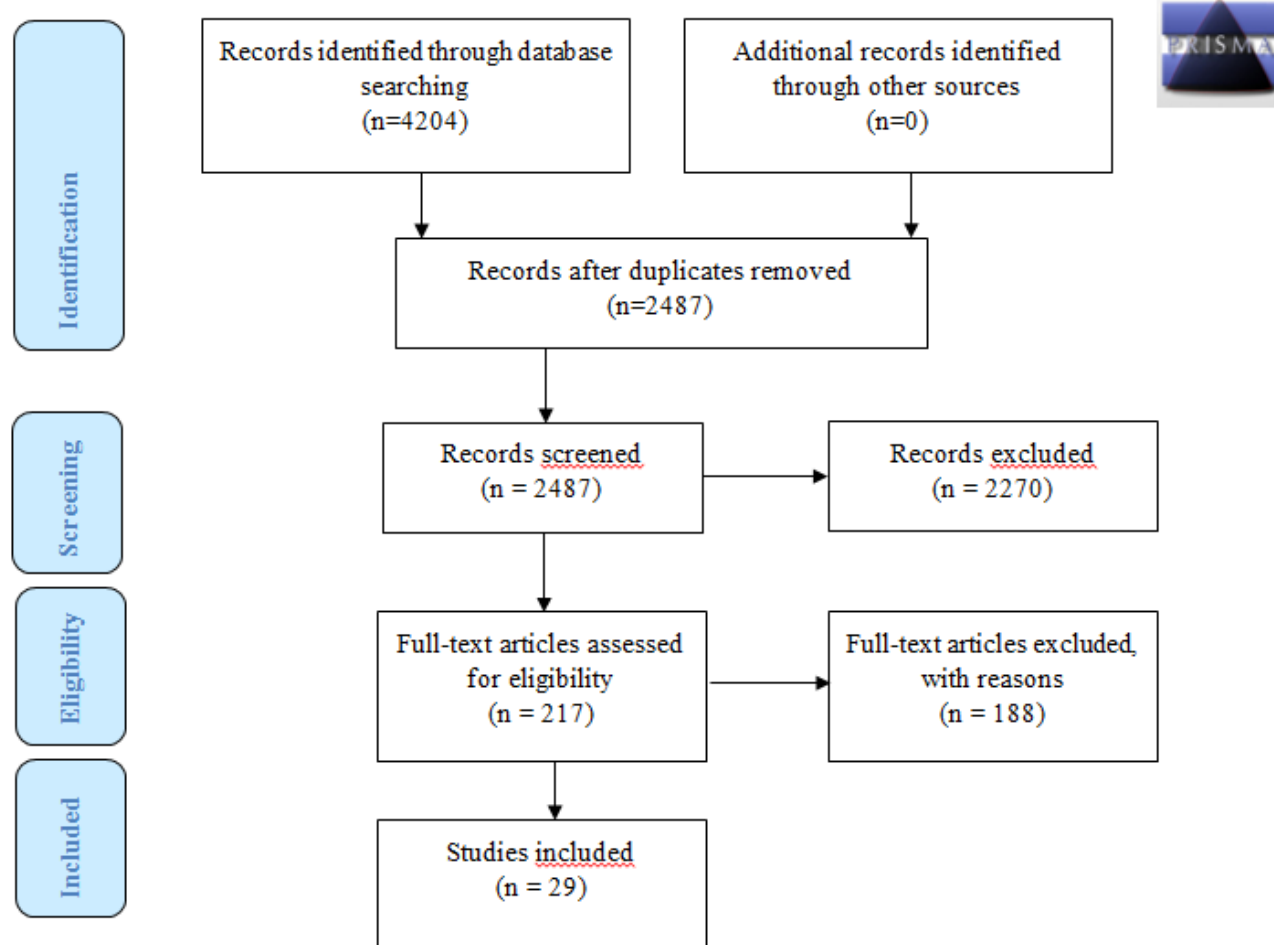 PRISMA
Records identified through database
searching
(n=4204)
Additional records identified
through other sources
(n=0)
Identification
Records after duplicates removed
(n=2487)
Screening
Records screened
(n = 2487)
Records excluded
(n = 2270)
Eligibility
Full-text articles assessed
for eligibility
(n = 217)
Full-text articles excluded,
with reasons
(n = 188)
Included
Studies included
(n = 29)